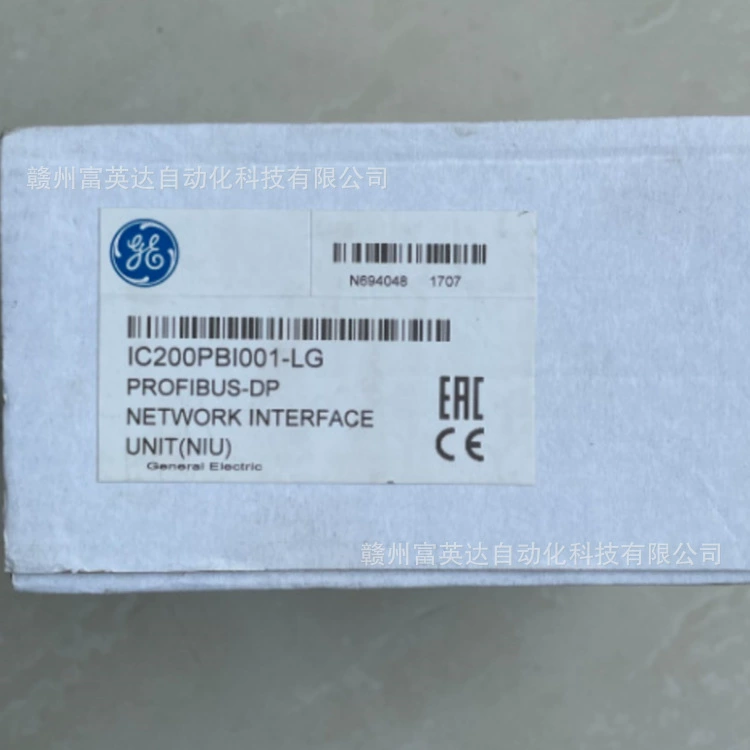 赣州富英达自动化科技有限公司
GE
N694048 1707
IC200PBI001-LG
PROFIBUS-DP
NETWORK INTERFACE
UNIT(NIU)
General Electric
EAC
CE
赣州富英达自动化科技有限公司